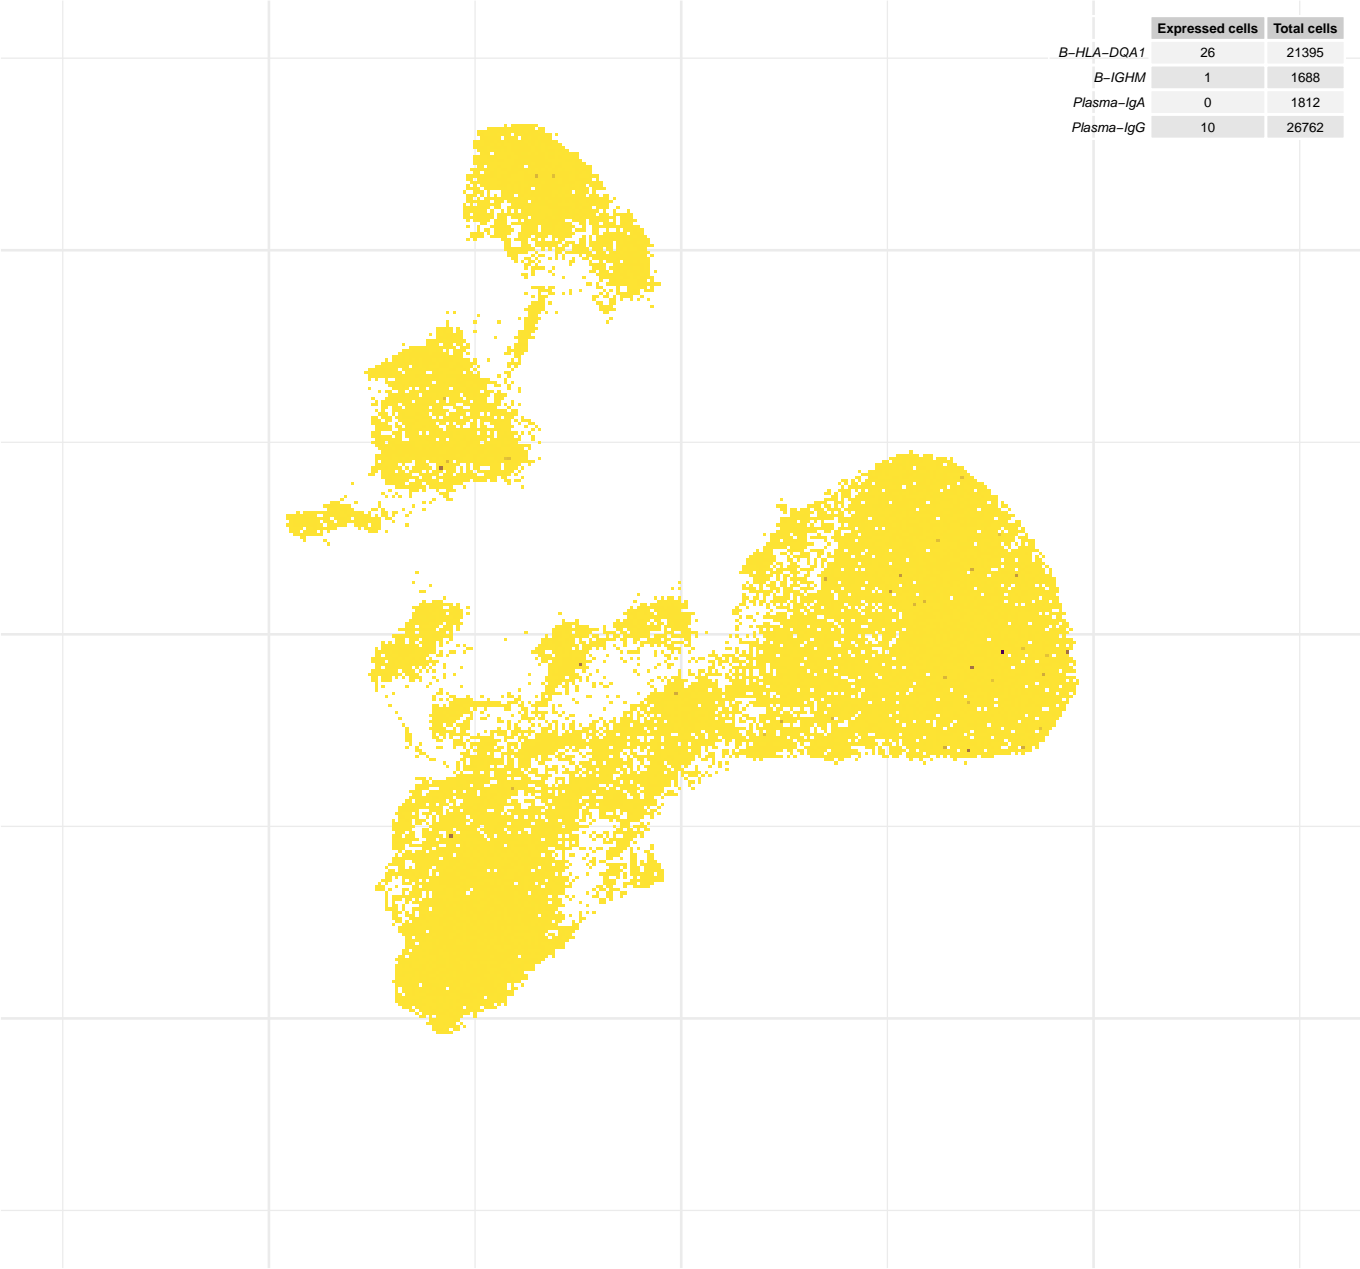 Expressed cells Total cells
B−HLA−DQA1 26 21395
B−IGHM 1 1688
Plasma−IgA 0 1812
Plasma−IgG 10 26762